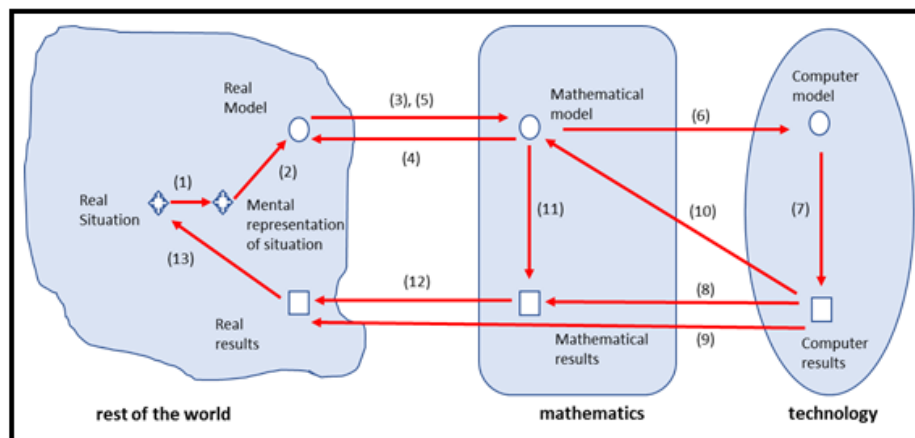 Real
Model
(3), (5)
Mathematical
model
(6)
Computer
model
(4)
(1)
(2)
Real
Situation
Mental
representation
of situation
(11)
(10)
(7)
(13)
(12)
(8)
Real
results
Mathematical
results
(9)
Computer
results
rest of the world
mathematics
technology